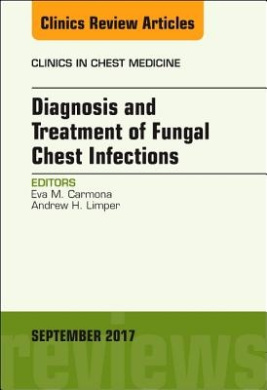 Clinics Review Articles
CLINICS IN CHEST MEDICINE
Diagnosis and
Treatment of Fungal
Chest Infections
EDITORS
Eva M. Carmona
Andrew H. Limper
SEPTEMBER 2017
reviews